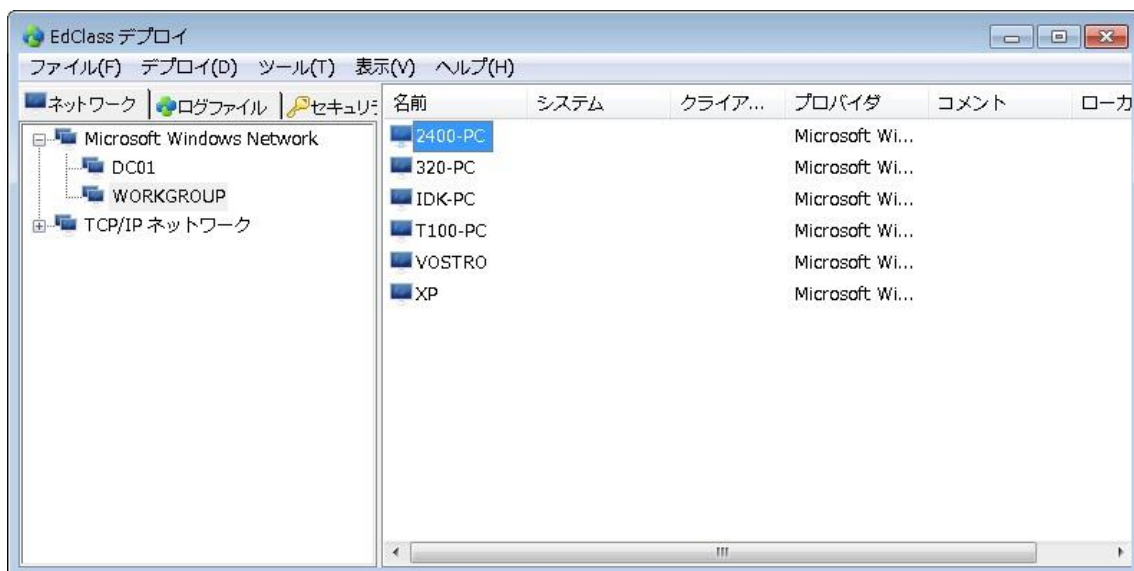 EdClass デプロイ
ファイル(F) デプロイ(D) ツール(T) 表示(V) ヘルプ(H)
ネットワーク ログファイル セキュリ
名前 システム クライア... プロバイダ コメント ローカ
Microsoft Windows Network
DC01
WORKGROUP
TCP/IP ネットワーク
2400-PC Microsoft Wi...
320-PC Microsoft Wi...
IDK-PC Microsoft Wi...
T100-PC Microsoft Wi...
VOSTRO Microsoft Wi...
XP Microsoft Wi...